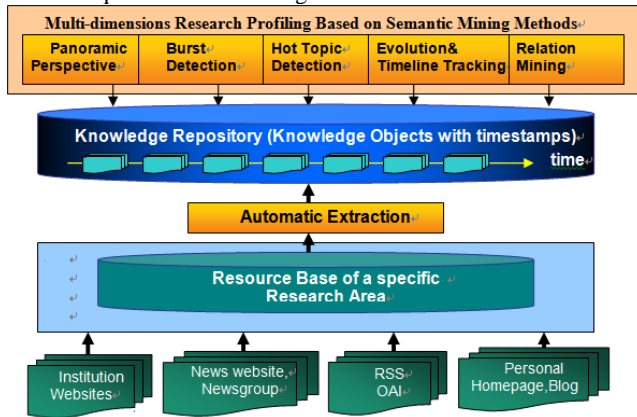 Multi-dimensions Research Profiling Based on Semantic Mining Methods
Panoramic
Perspective
Burst
Detection
Hot Topic
Detection
Evolution&
Timeline Tracking
Relation
Mining
Knowledge Repository (Knowledge Objects with timestamps)
time
Automatic Extraction
Resource Base of a specific
Research Area
Institution
Websites
News website,
Newsgroup
RSS
OAI
Personal
Homepage,Blog